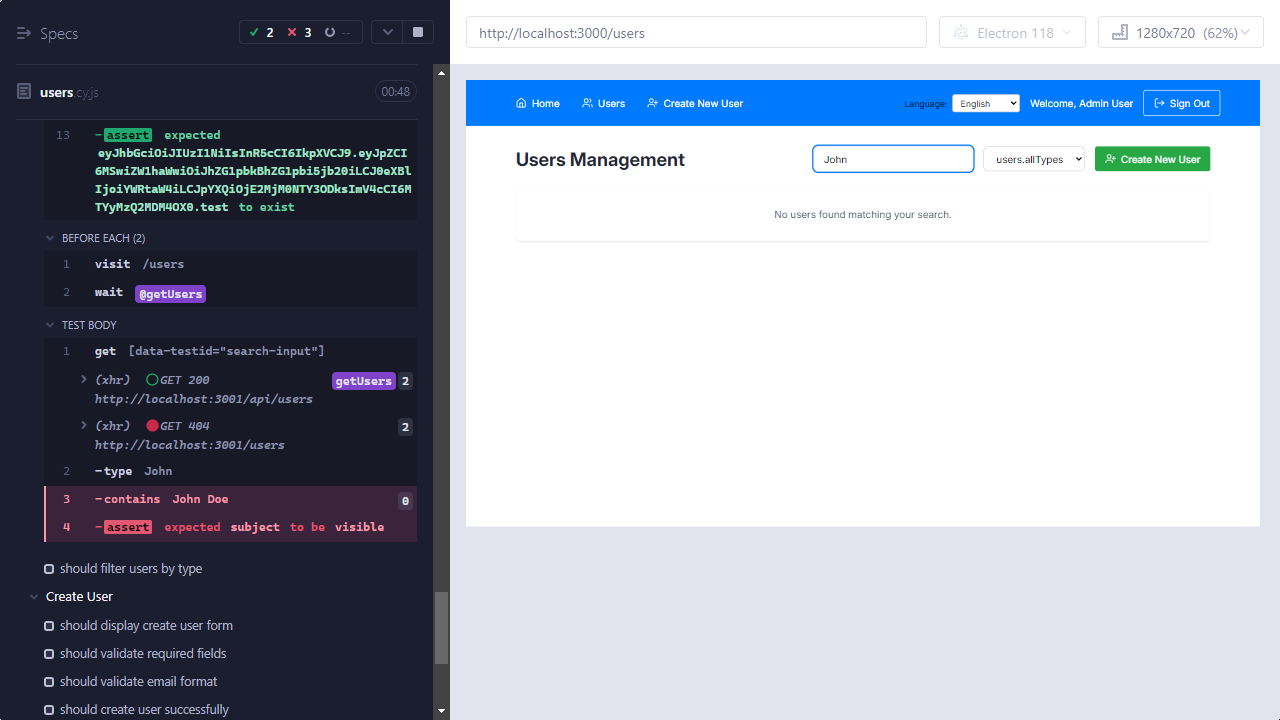 Specs
2
3
--
users.cy.js
00:48
13
-assert expected
eyJhbGciOiJIUzI1NiIsInR5cCI6IkpXVCJ9.eyJpZCI
6MSwiZW1haWwiOiJhZG1pbkBhZG1pbi5jb20iLCJ0eXBl
IjoiYWRtaW4iLCJpYXQiOjE2MjM0NTY3ODksImV4cCI6M
TYyMzQ2MDM4OX0.test to exist
BEFORE EACH (2)
1 visit /users
2 wait @getUsers
TEST BODY
1 get [data-testid="search-input"]
(xhr) GET 200 getUsers 2
http://localhost:3001/api/users
(xhr) GET 404 2
http://localhost:3001/users
2 -type John
3 -contains John Doe 0
4 -assert expected subject to be visible
should filter users by type
Create User
should display create user form
should validate required fields
should validate email format
should create user successfully
http://localhost:3000/users
Electron 118
1280x720 (62%)
Home
Users
Create New User
Language:
English
Welcome, Admin User
Sign Out
Users Management
John
users.allTypes
Create New User
No users found matching your search.